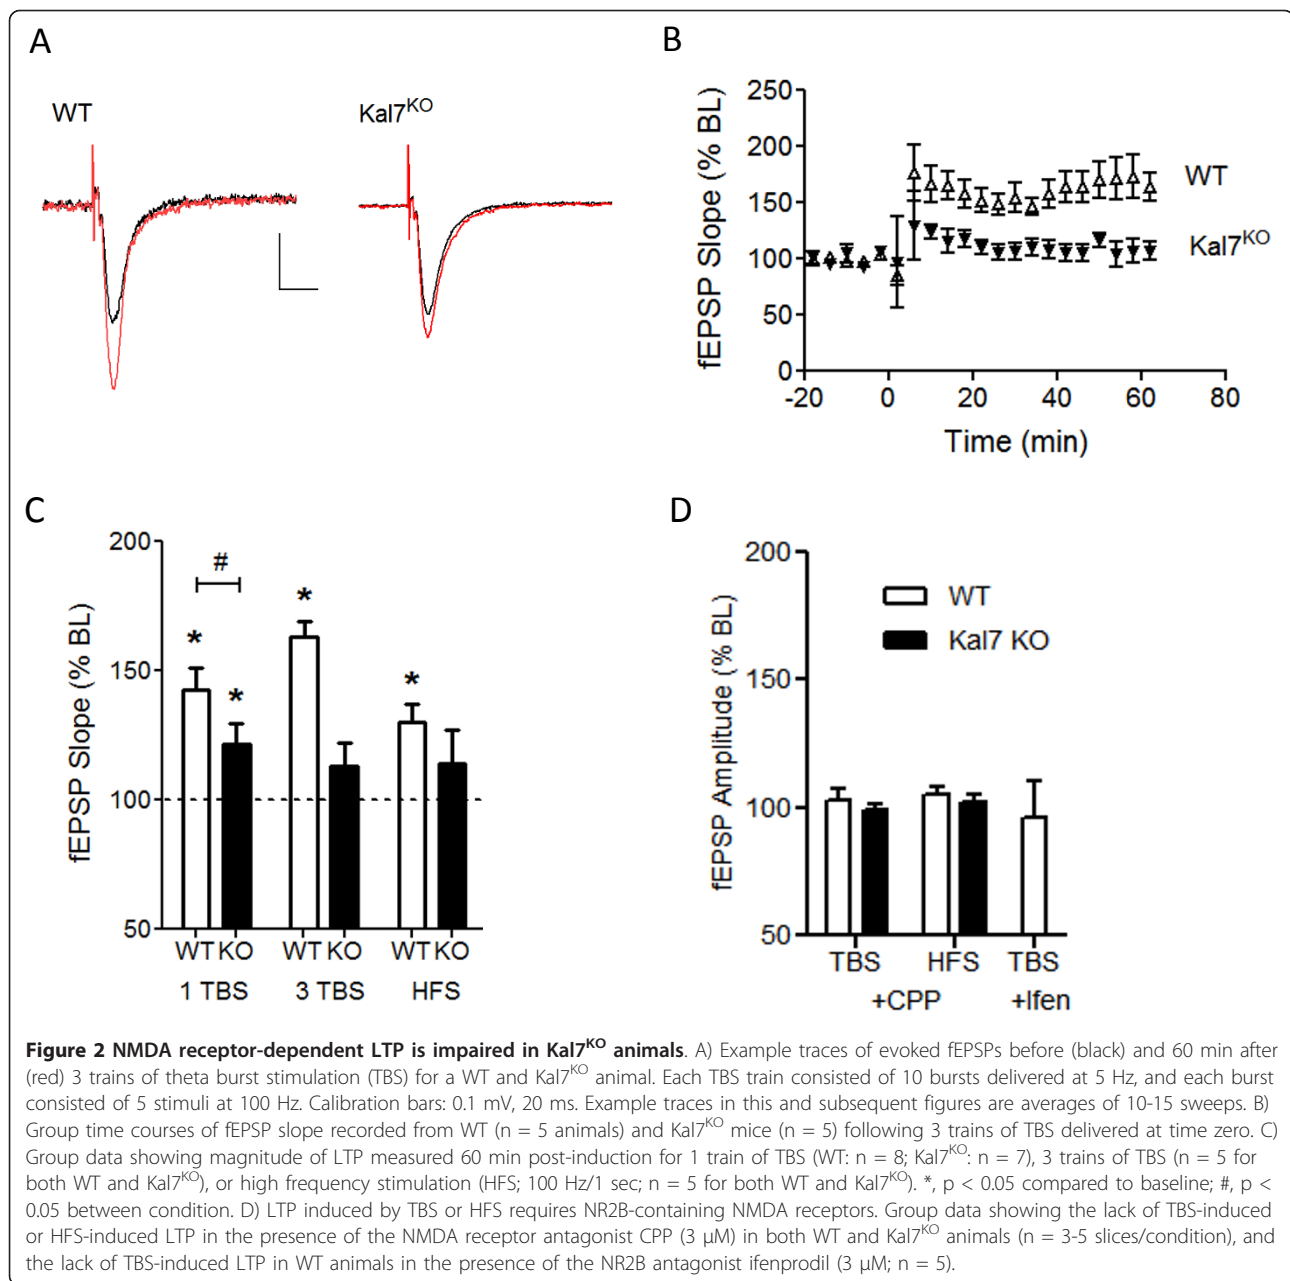 A
WT
Kal7KO
B
fEPSP Slope (% BL)
250
200
150
100
50
0
-20
0
20
40
60
80
Time (min)
WT
Kal7KO
C
fEPSP Slope (% BL)
200
150
100
50
#
*
*
*
*
WT KO
WT KO
WT KO
1 TBS
3 TBS
HFS
D
fEPSP Amplitude (% BL)
200
150
100
50
WT
Kal7 KO
TBS
HFS
TBS
+CPP
+Ifen
Figure 2 NMDA receptor-dependent LTP is impaired in Kal7KO animals. A) Example traces of evoked fEPSPs before (black) and 60 min after
(red) 3 trains of theta burst stimulation (TBS) for a WT and Kal7KO animal. Each TBS train consisted of 10 bursts delivered at 5 Hz, and each burst
consisted of 5 stimuli at 100 Hz. Calibration bars: 0.1 mV, 20 ms. Example traces in this and subsequent figures are averages of 10-15 sweeps. B)
Group time courses of fEPSP slope recorded from WT (n = 5 animals) and Kal7KO mice (n = 5) following 3 trains of TBS delivered at time zero. C)
Group data showing magnitude of LTP measured 60 min post-induction for 1 train of TBS (WT: n = 8; Kal7KO: n = 7), 3 trains of TBS (n = 5 for
both WT and Kal7KO), or high frequency stimulation (HFS; 100 Hz/1 sec; n = 5 for both WT and Kal7KO). *, p < 0.05 compared to baseline; #, p <
0.05 between condition. D) LTP induced by TBS or HFS requires NR2B-containing NMDA receptors. Group data showing the lack of TBS-induced
or HFS-induced LTP in the presence of the NMDA receptor antagonist CPP (3 μM) in both WT and Kal7KO animals (n = 3-5 slices/condition), and
the lack of TBS-induced LTP in WT animals in the presence of the NR2B antagonist ifenprodil (3 μM; n = 5).